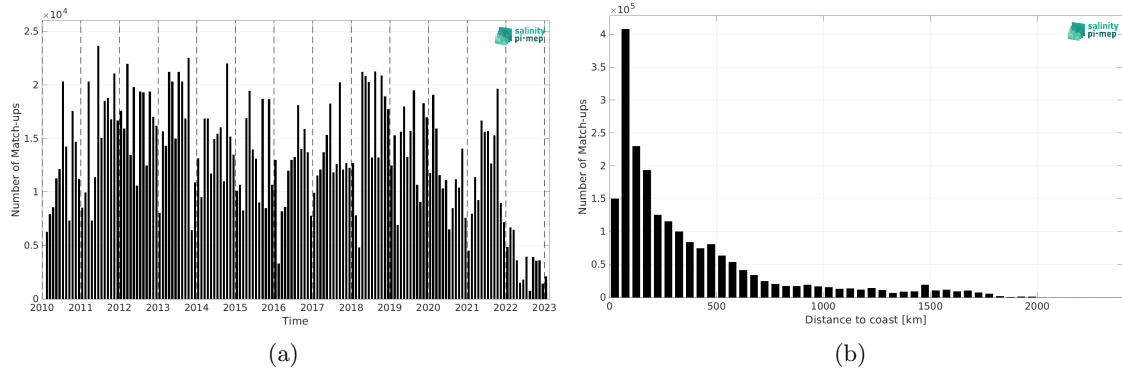 ×10⁴
2.5
2
1.5
1
0.5
0
Number of Match-ups
2010 2011 2012 2013 2014 2015 2016 2017 2018 2019 2020 2021 2022 2023
Time
salinity
pi-mep
(a)
×10⁵
4
3.5
3
2.5
2
1.5
1
0.5
0
Number of Match-ups
0 500 1000 1500 2000
Distance to coast [km]
salinity
pi-mep
(b)